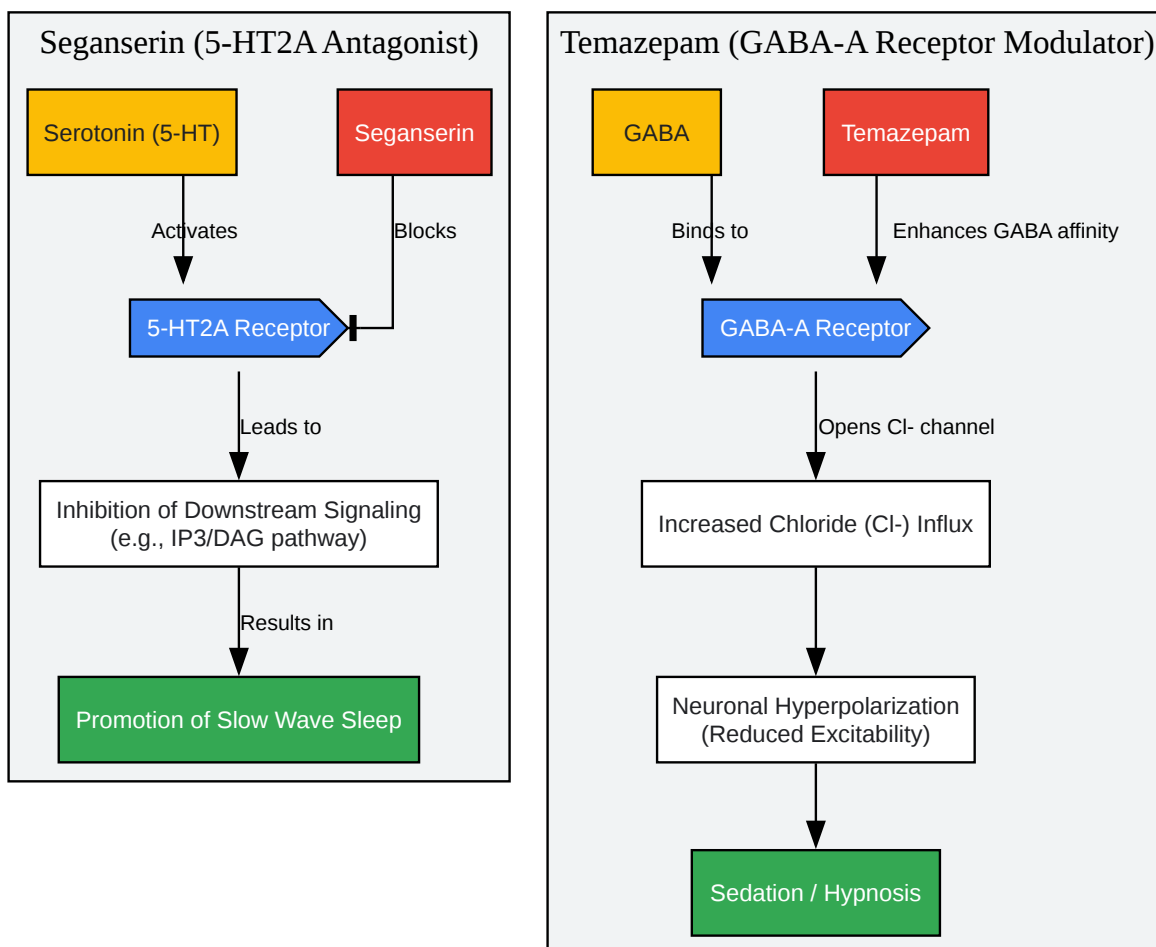 Seganserin (5-HT2A Antagonist)
Serotonin (5-HT)
Seganserin
Activates
Blocks
5-HT2A Receptor
Leads to
Inhibition of Downstream Signaling
(e.g., IP3/DAG pathway)
Results in
Promotion of Slow Wave Sleep
Temazepam (GABA-A Receptor Modulator)
GABA
Temazepam
Binds to
Enhances GABA affinity
GABA-A Receptor
Opens Cl- channel
Increased Chloride (Cl-) Influx
Neuronal Hyperpolarization
(Reduced Excitability)
Sedation / Hypnosis